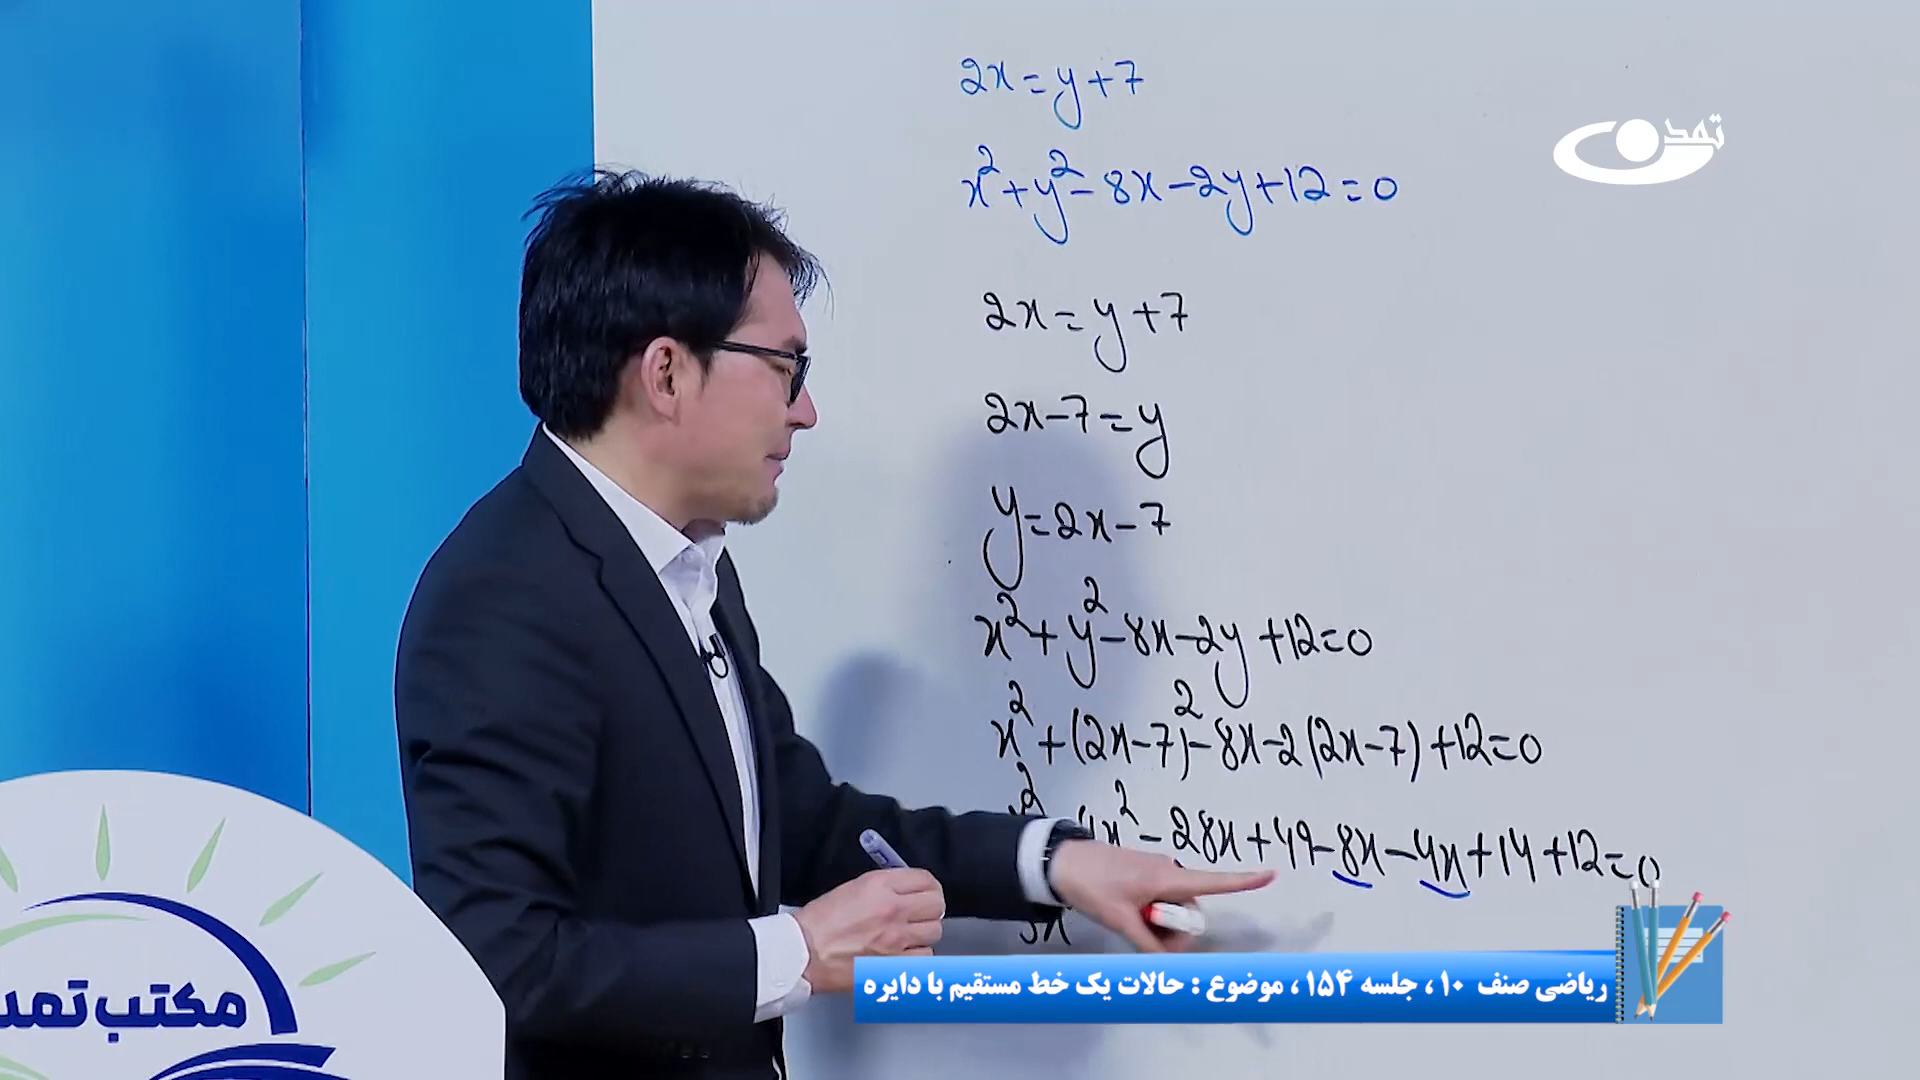 2x=y+7
x²+y²-8x-2y+12=0
2x=y+7
2x-7=y
y=2x-7
x²+y²-8x-2y+12=0
x²+(2x-7)²-8x-2(2x-7)+12=0
4x²-28x+49-8x-4x+14+12=0
تمدن
مکتب تمد
ریاضی صنف ۱۰ ، جلسه ۱۵۴ ، موضوع : حالات یک خط مستقیم با دایره